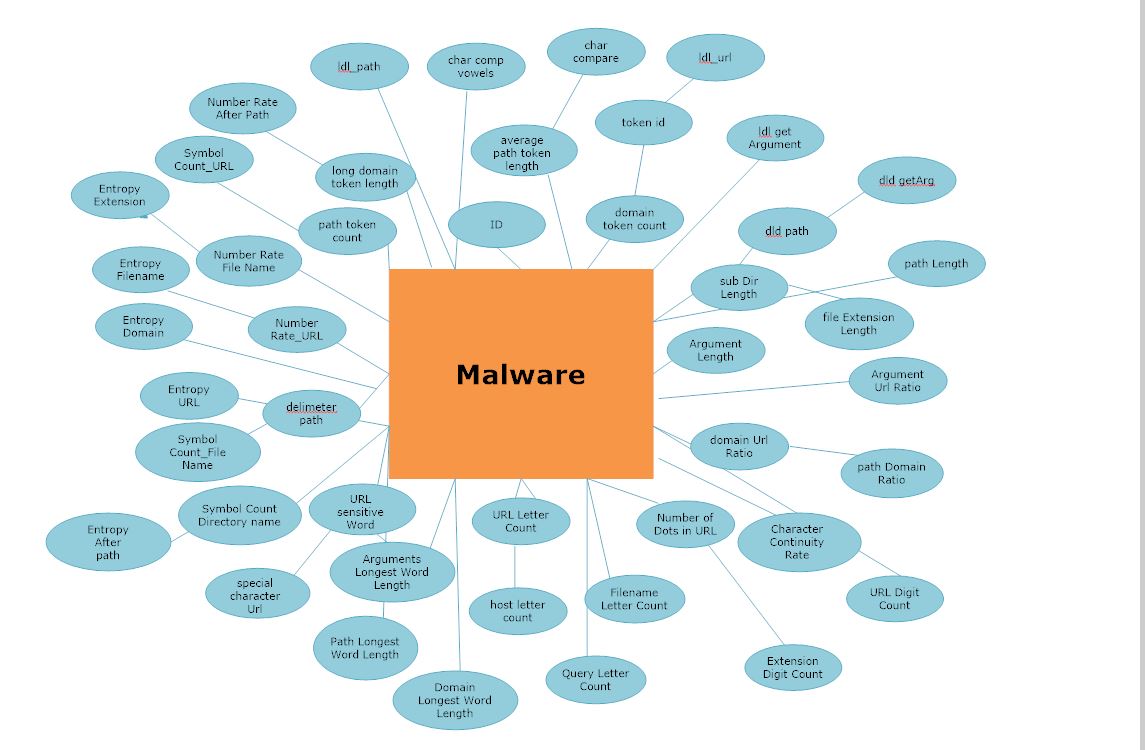 ldl_path
char comp
vowels
char
compare
ldl_url
Number Rate
After Path
token id
average
path token
length
ldl get
Argument
Symbol
Count_URL
long domain
token length
dld getArg
Entropy
Extension
path token
count
ID
domain
token count
dld path
Entropy
Filename
Number Rate
File Name
sub Dir
Length
path Length
Entropy
Domain
Number
Rate_URL
file Extension
Length
Argument
Length
Malware
Argument
Url Ratio
Entropy
URL
delimeter
path
Symbol
Count_File
Name
domain Url
Ratio
path Domain
Ratio
Symbol Count
Directory name
URL
sensitive
Word
URL Letter
Count
Number of
Dots in URL
Character
Continuity
Rate
Entropy
After
path
Arguments
Longest Word
Length
special
character
Url
host letter
count
Filename
Letter Count
URL Digit
Count
Path Longest
Word Length
Domain
Longest Word
Length
Query Letter
Count
Extension
Digit Count